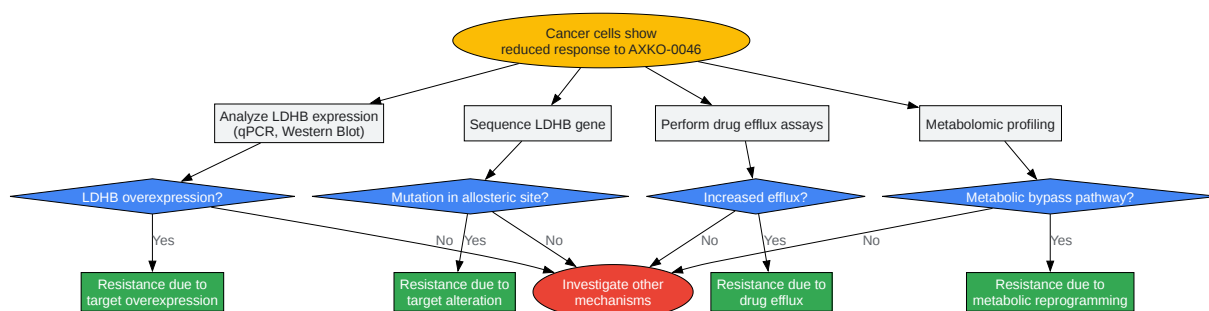 Cancer cells show
reduced response to AXKO-0046
Analyze LDHB expression
(qPCR, Western Blot)
Sequence LDHB gene
Perform drug efflux assays
Metabolomic profiling
LDHB overexpression?
Mutation in allosteric site?
Increased efflux?
Metabolic bypass pathway?
Yes
No
Yes
No
No
Yes
No
Yes
Resistance due to
target overexpression
Resistance due to
target alteration
Investigate other
mechanisms
Resistance due to
drug efflux
Resistance due to
metabolic reprogramming